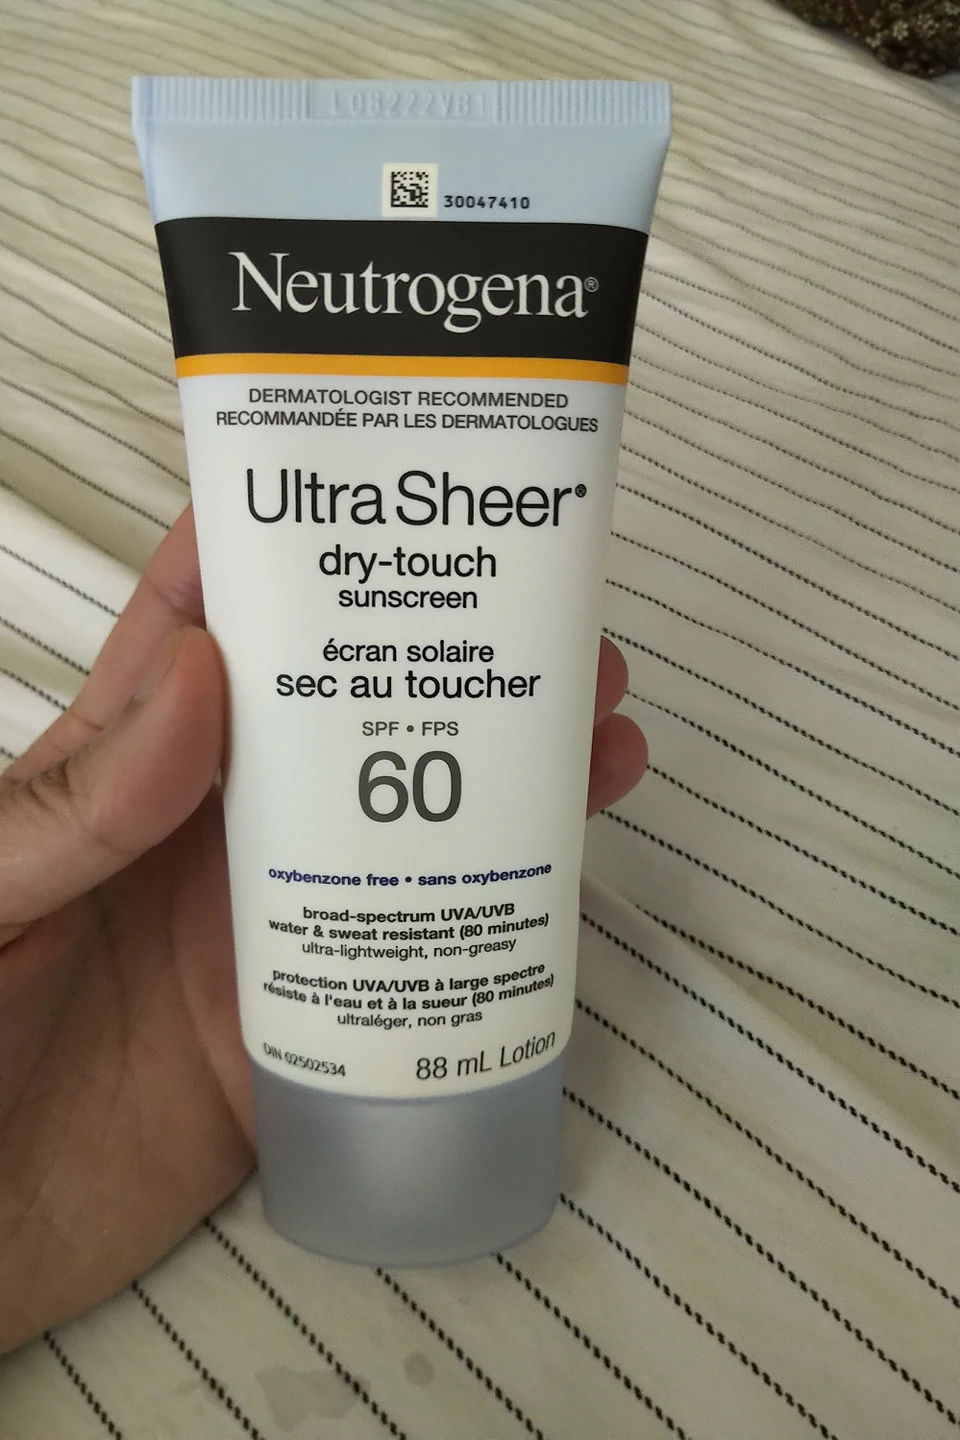 L08222VB1
30047410
Neutrogena®
DERMATOLOGIST RECOMMENDED
RECOMMANDÉE PAR LES DERMATOLOGUES
Ultra Sheer®
dry-touch
sunscreen
écran solaire
sec au toucher
SPF • FPS
60
oxybenzone free • sans oxybenzone
broad-spectrum UVA/UVB
water & sweat resistant (80 minutes)
ultra-lightweight, non-greasy
protection UVA/UVB à large spectre
résiste à l'eau et à la sueur (80 minutes)
ultraléger, non gras
DIN 02502534
88 mL Lotion